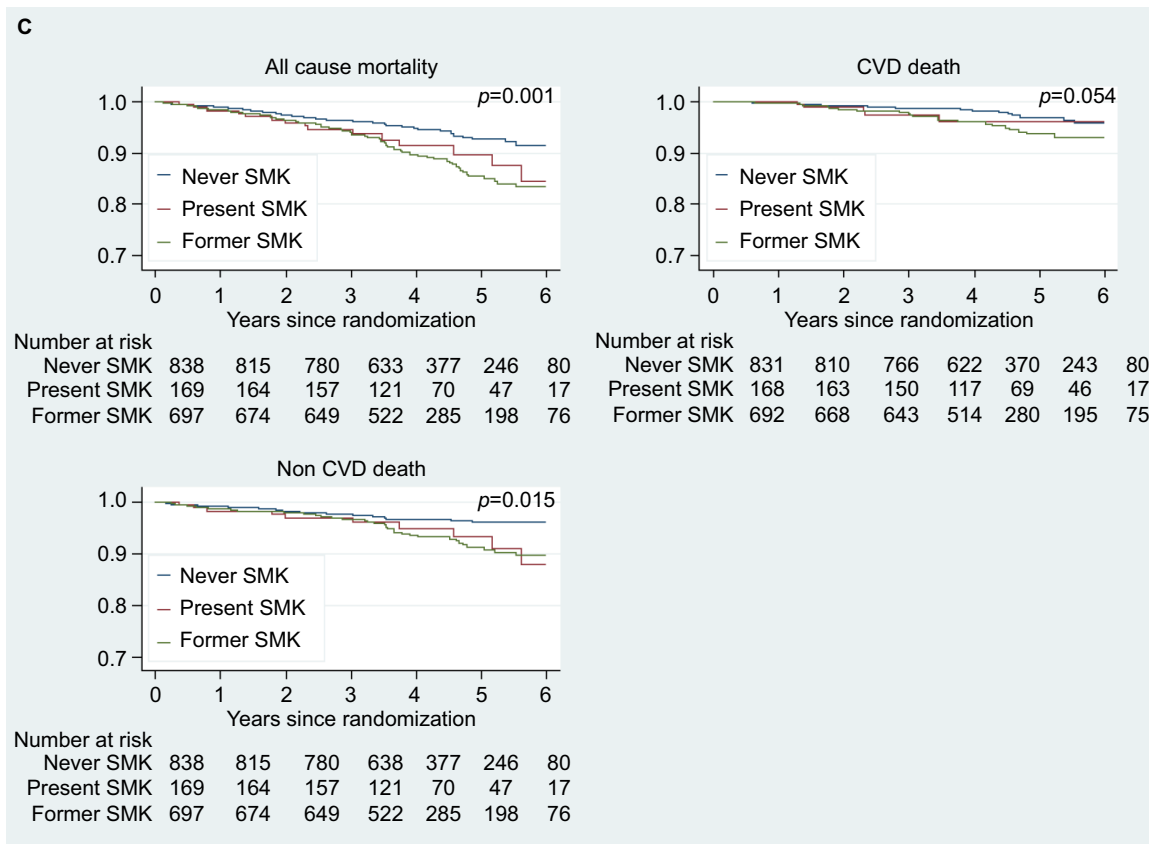 C
All cause mortality
p=0.001
1.0
0.9
0.8
0.7
Never SMK
Present SMK
Former SMK
0 1 2 3 4 5 6
Years since randomization
Number at risk
Never SMK 838 815 780 633 377 246 80
Present SMK 169 164 157 121 70 47 17
Former SMK 697 674 649 522 285 198 76
CVD death
p=0.054
1.0
0.9
0.8
0.7
Never SMK
Present SMK
Former SMK
0 1 2 3 4 5 6
Years since randomization
Number at risk
Never SMK 831 810 766 622 370 243 80
Present SMK 168 163 150 117 69 46 17
Former SMK 692 668 643 514 280 195 75
Non CVD death
p=0.015
1.0
0.9
0.8
0.7
Never SMK
Present SMK
Former SMK
0 1 2 3 4 5 6
Years since randomization
Number at risk
Never SMK 838 815 780 638 377 246 80
Present SMK 169 164 157 121 70 47 17
Former SMK 697 674 649 522 285 198 76